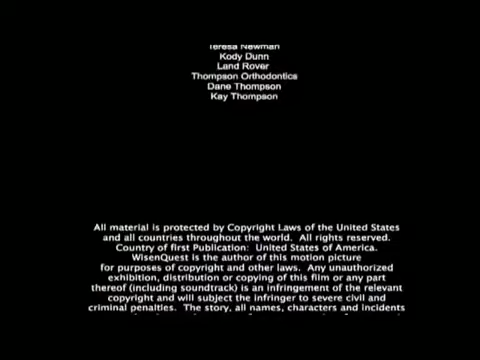 Teresa Newman
Kody Dunn
Land Rover
Thompson Orthodontics
Dane Thompson
Kay Thompson
All material is protected by Copyright Laws of the United States
and all countries throughout the world.  All rights reserved.
Country of first Publication:  United States of America.
WisenQuest is the author of this motion picture
for purposes of copyright and other laws.  Any unauthorized
exhibition, distribution or copying of this film or any part
thereof (including soundtrack) is an infringement of the relevant
copyright and will subject the infringer to severe civil and
criminal penalties.  The story, all names, characters and incidents